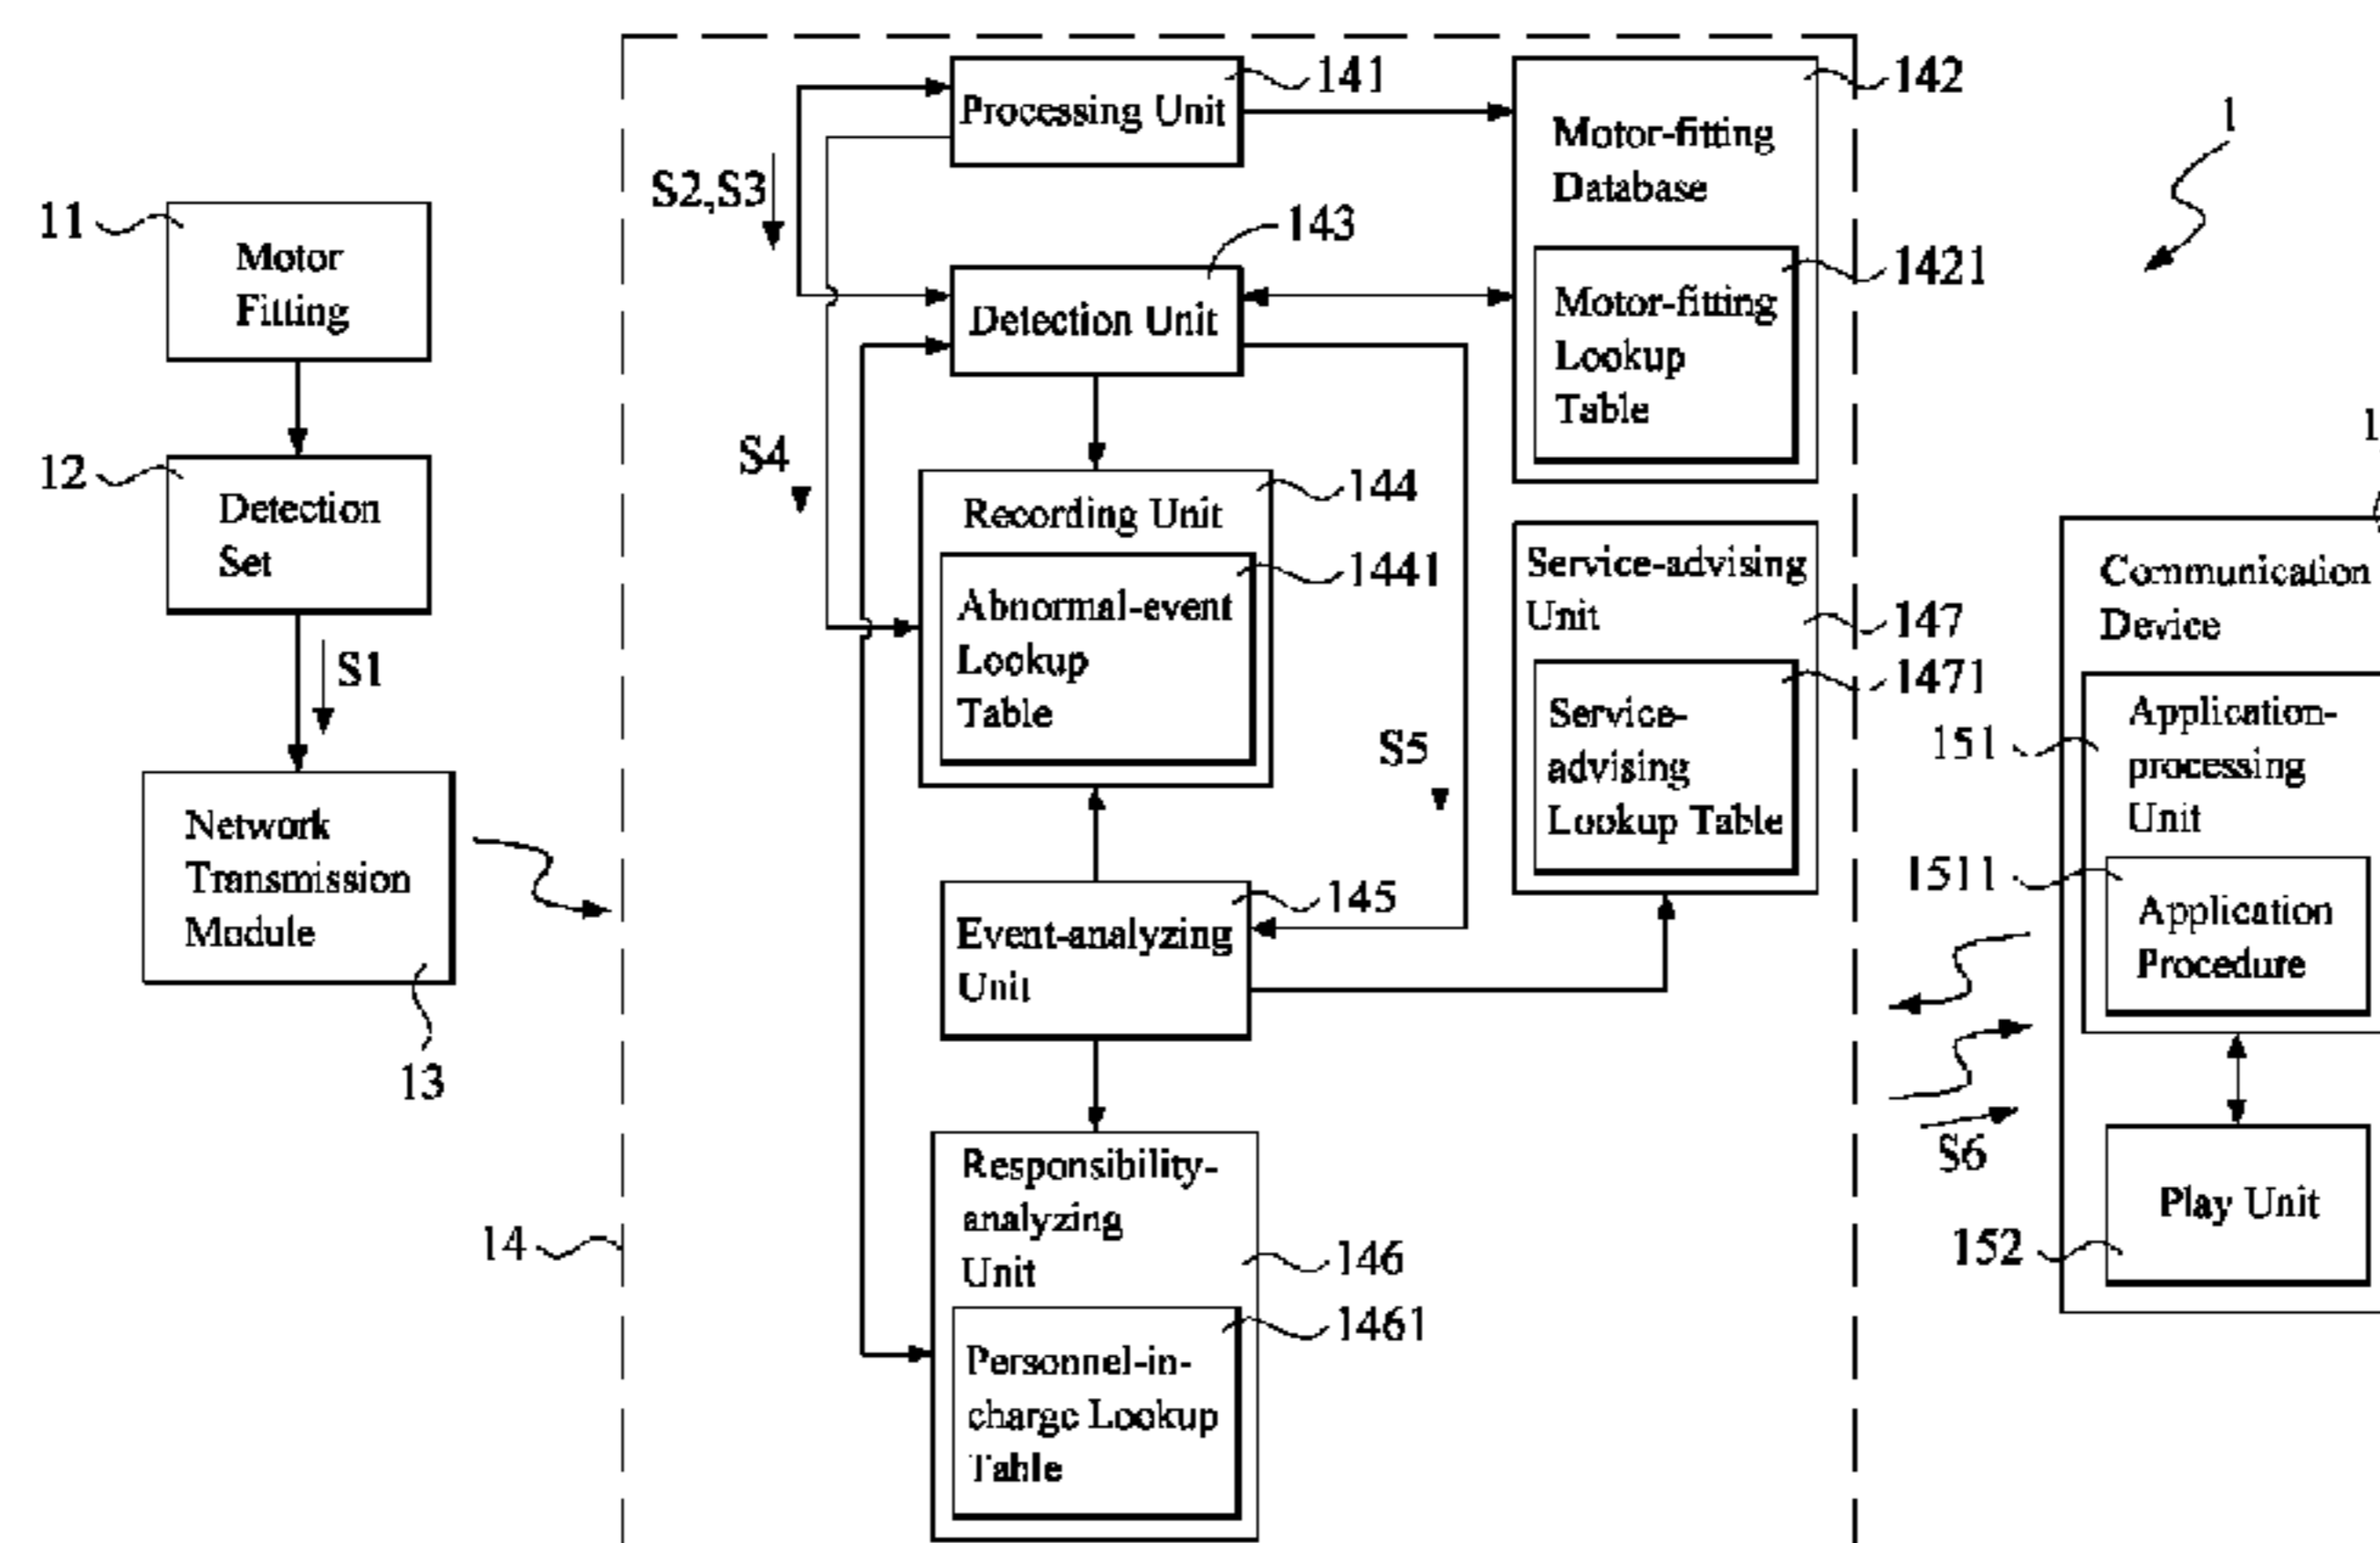 11
Motor
Fitting
12
Detection
Set
S1
Network
Transmission
Module
13
14
141
Processing Unit
S2,S3
143
Detection Unit
S4
144
Recording Unit
1441
Abnormal-event
Lookup
Table
S5
145
Event-analyzing
Unit
Responsibility-
analyzing
Unit
146
1461
Personnel-in-
charge Lookup
Table
142
Motor-fitting
Database
1421
Motor-fitting
Lookup
Table
Service-advising
Unit
147
1471
Service-
advising
Lookup Table
1
Communication
Device
151
Application-
processing
Unit
1511
Application
Procedure
S6
152
Play Unit